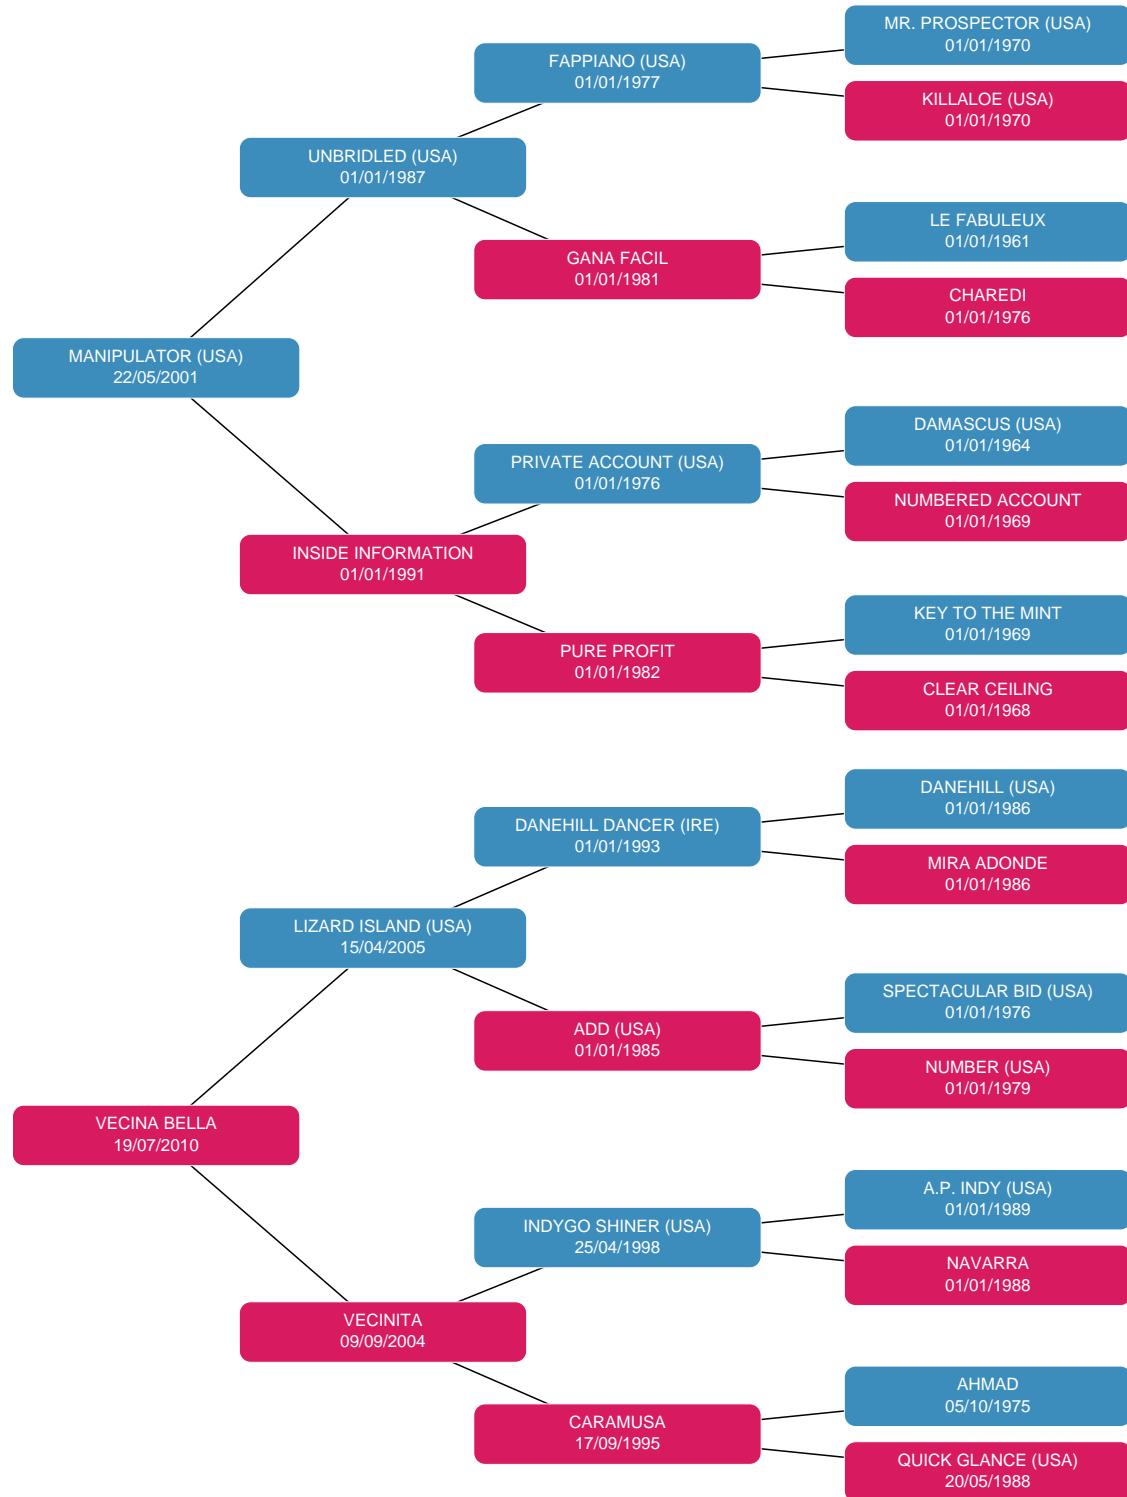 MR. PROSPECTOR (USA)
01/01/1970
FAPPIANO (USA)
01/01/1977
KILLALOE (USA)
01/01/1970
UNBRIDLED (USA)
01/01/1987
LE FABULEUX
01/01/1961
GANA FACIL
01/01/1981
CHAREDI
01/01/1976
MANIPULATOR (USA)
22/05/2001
DAMASCUS (USA)
01/01/1964
PRIVATE ACCOUNT (USA)
01/01/1976
NUMBERED ACCOUNT
01/01/1969
INSIDE INFORMATION
01/01/1991
KEY TO THE MINT
01/01/1969
PURE PROFIT
01/01/1982
CLEAR CEILING
01/01/1968
DANEHILL (USA)
01/01/1986
DANEHILL DANCER (IRE)
01/01/1993
MIRA ADONDE
01/01/1986
LIZARD ISLAND (USA)
15/04/2005
SPECTACULAR BID (USA)
01/01/1976
ADD (USA)
01/01/1985
NUMBER (USA)
01/01/1979
VECINA BELLA
19/07/2010
A.P. INDY (USA)
01/01/1989
INDYGO SHINER (USA)
25/04/1998
NAVARRA
01/01/1988
VECINITA
09/09/2004
AHMAD
05/10/1975
CARAMUSA
17/09/1995
QUICK GLANCE (USA)
20/05/1988